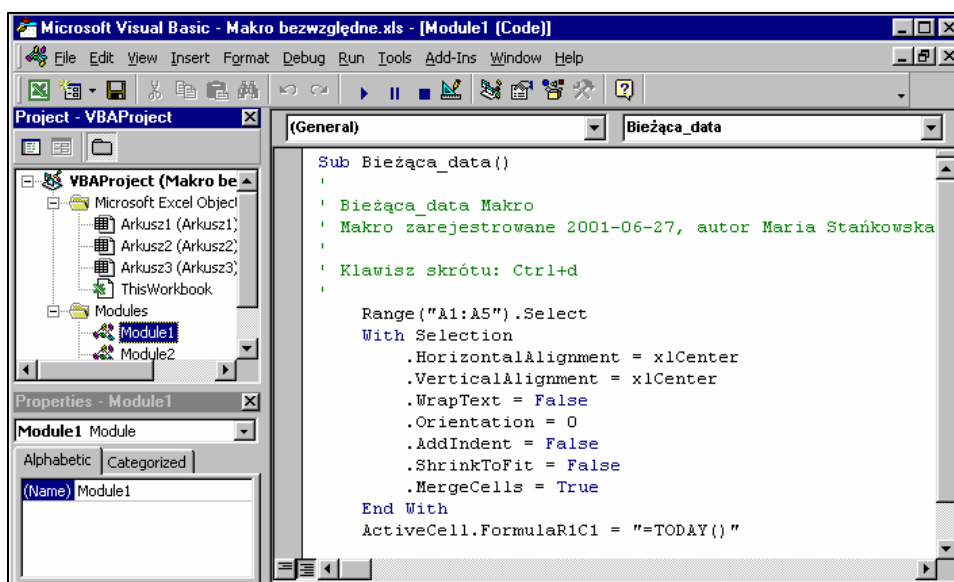 Microsoft Visual Basic - Makro bezwzględne.xls - [Module1 (Code)]
File Edit View Insert Format Debug Run Tools Add-Ins Window Help
Project - VBAProject
VBAProject (Makro be
Microsoft Excel Objec
Arkusz1 (Arkusz1)
Arkusz2 (Arkusz2)
Arkusz3 (Arkusz3)
ThisWorkbook
Modules
Module1
Module2
Properties - Module1
Module1 Module
Alphabetic Categorized
(Name) Module1
(General) Bieżąca_data
Sub Bieżąca_data()
'
' Bieżąca_data Makro
' Makro zarejestrowane 2001-06-27, autor Maria Stańkowska
'
' Klawisz skrótu: Ctrl+d
'
Range("A1:A5").Select
With Selection
.HorizontalAlignment = xlCenter
.VerticalAlignment = xlCenter
.WrapText = False
.Orientation = 0
.AddIndent = False
.ShrinkToFit = False
.MergeCells = True
End With
ActiveCell.FormulaR1C1 = "=TODAY()"